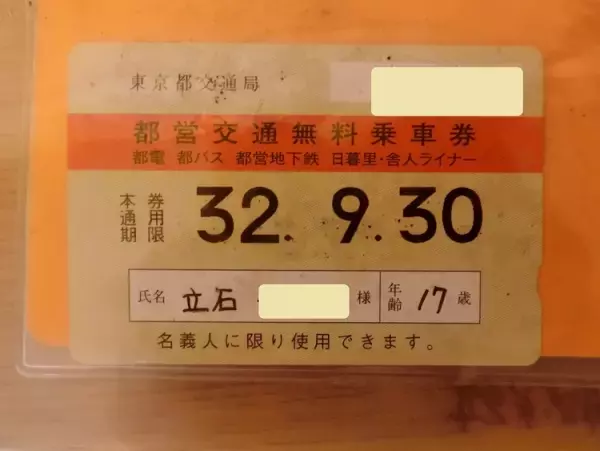 東京都交通局
都営交通無料乗車券
都電 都バス 都営地下鉄 日暮里・舎人ライナー
本券通用期限 32. 9. 30
氏名 立石 様 年齢 17歳
名義人に限り使用できます。